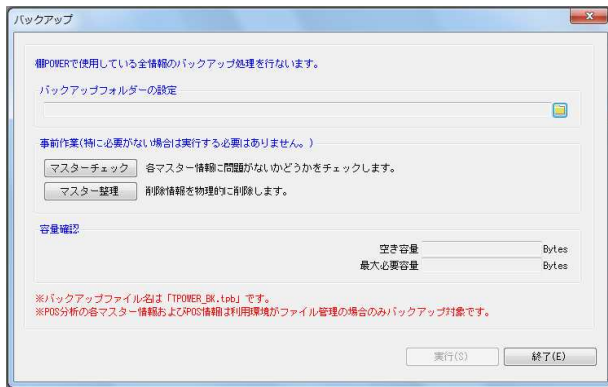 バックアップ
棚POWERで使用している全情報のバックアップ処理を行ないます。
バックアップフォルダーの設定
事前作業(特に必要がない場合は実行する必要はありません。)
マスターチェック 各マスター情報に問題がないかどうかをチェックします。
マスター整理 削除情報を物理的に削除します。
容量確認
空き容量 Bytes
最大必要容量 Bytes
※バックアップファイル名は「TPOWER_BK.tpb」です。
※POS分析の各マスター情報およびPOS情報は利用環境がファイル管理の場合のみバックアップ対象です。
実行(S) 終了(E)